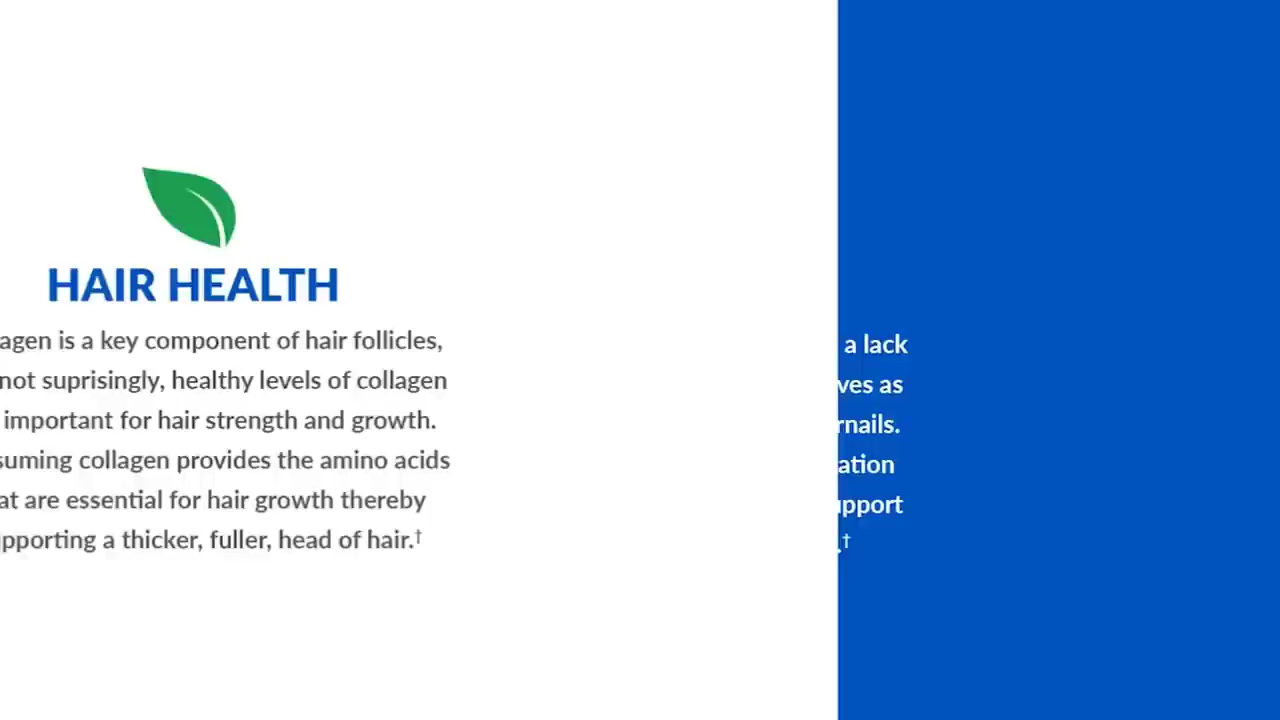 HAIR HEALTH
agen is a key component of hair follicles,
not suprisingly, healthy levels of collagen
important for hair strength and growth.
suming collagen provides the amino acids
at are essential for hair growth thereby
pporting a thicker, fuller, head of hair.†
a lack
ves as
rnails.
ation
upport
.†